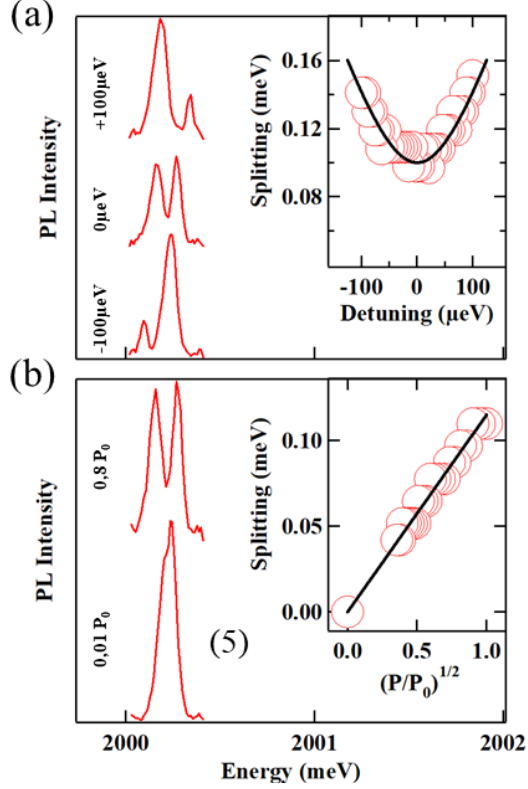 (a)
PL Intensity
+100µeV
0µeV
-100µeV
Splitting (meV)
0.16
0.12
0.08
-100 0 100
Detuning (µeV)
(b)
PL Intensity
0,8 P0
0,01 P0
(5)
Splitting (meV)
0.10
0.05
0.00
0.0 0.5 1.0
(P/P0)1/2
2000 2001 2002
Energy (meV)